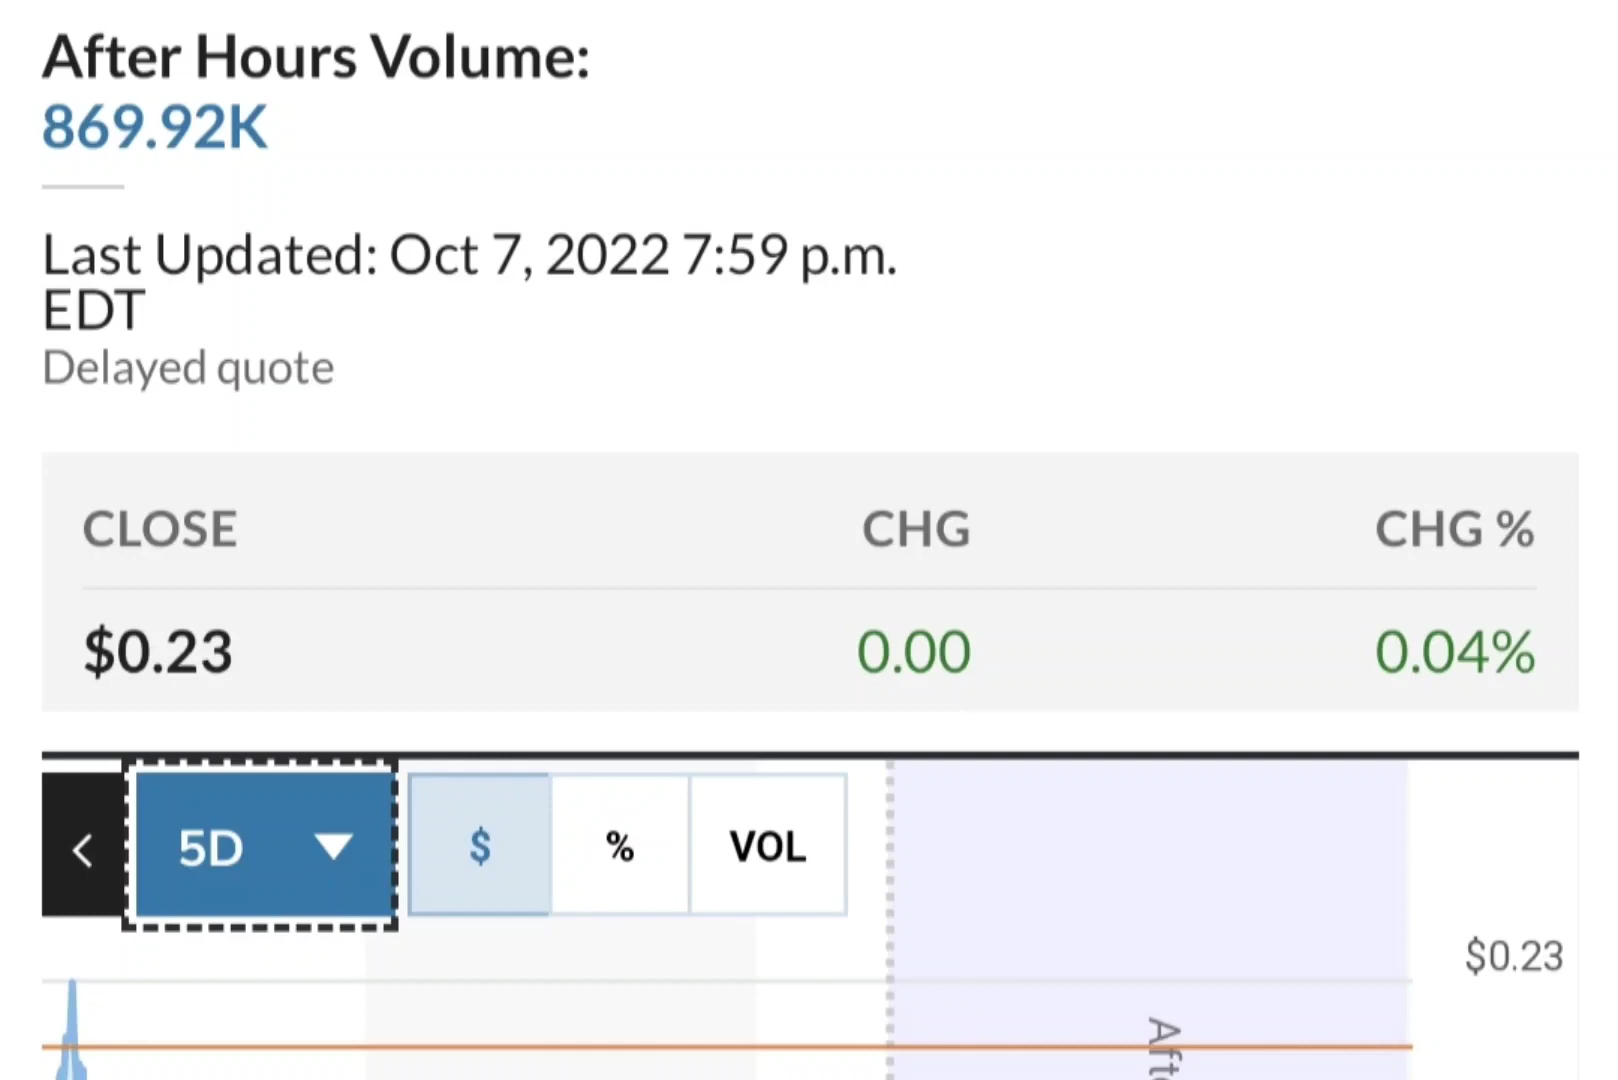 After Hours Volume:
869.92K
Last Updated: Oct 7, 2022 7:59 p.m.
EDT
Delayed quote
CLOSE CHG CHG %
$0.23 0.00 0.04%
5D $ % VOL
$0.23